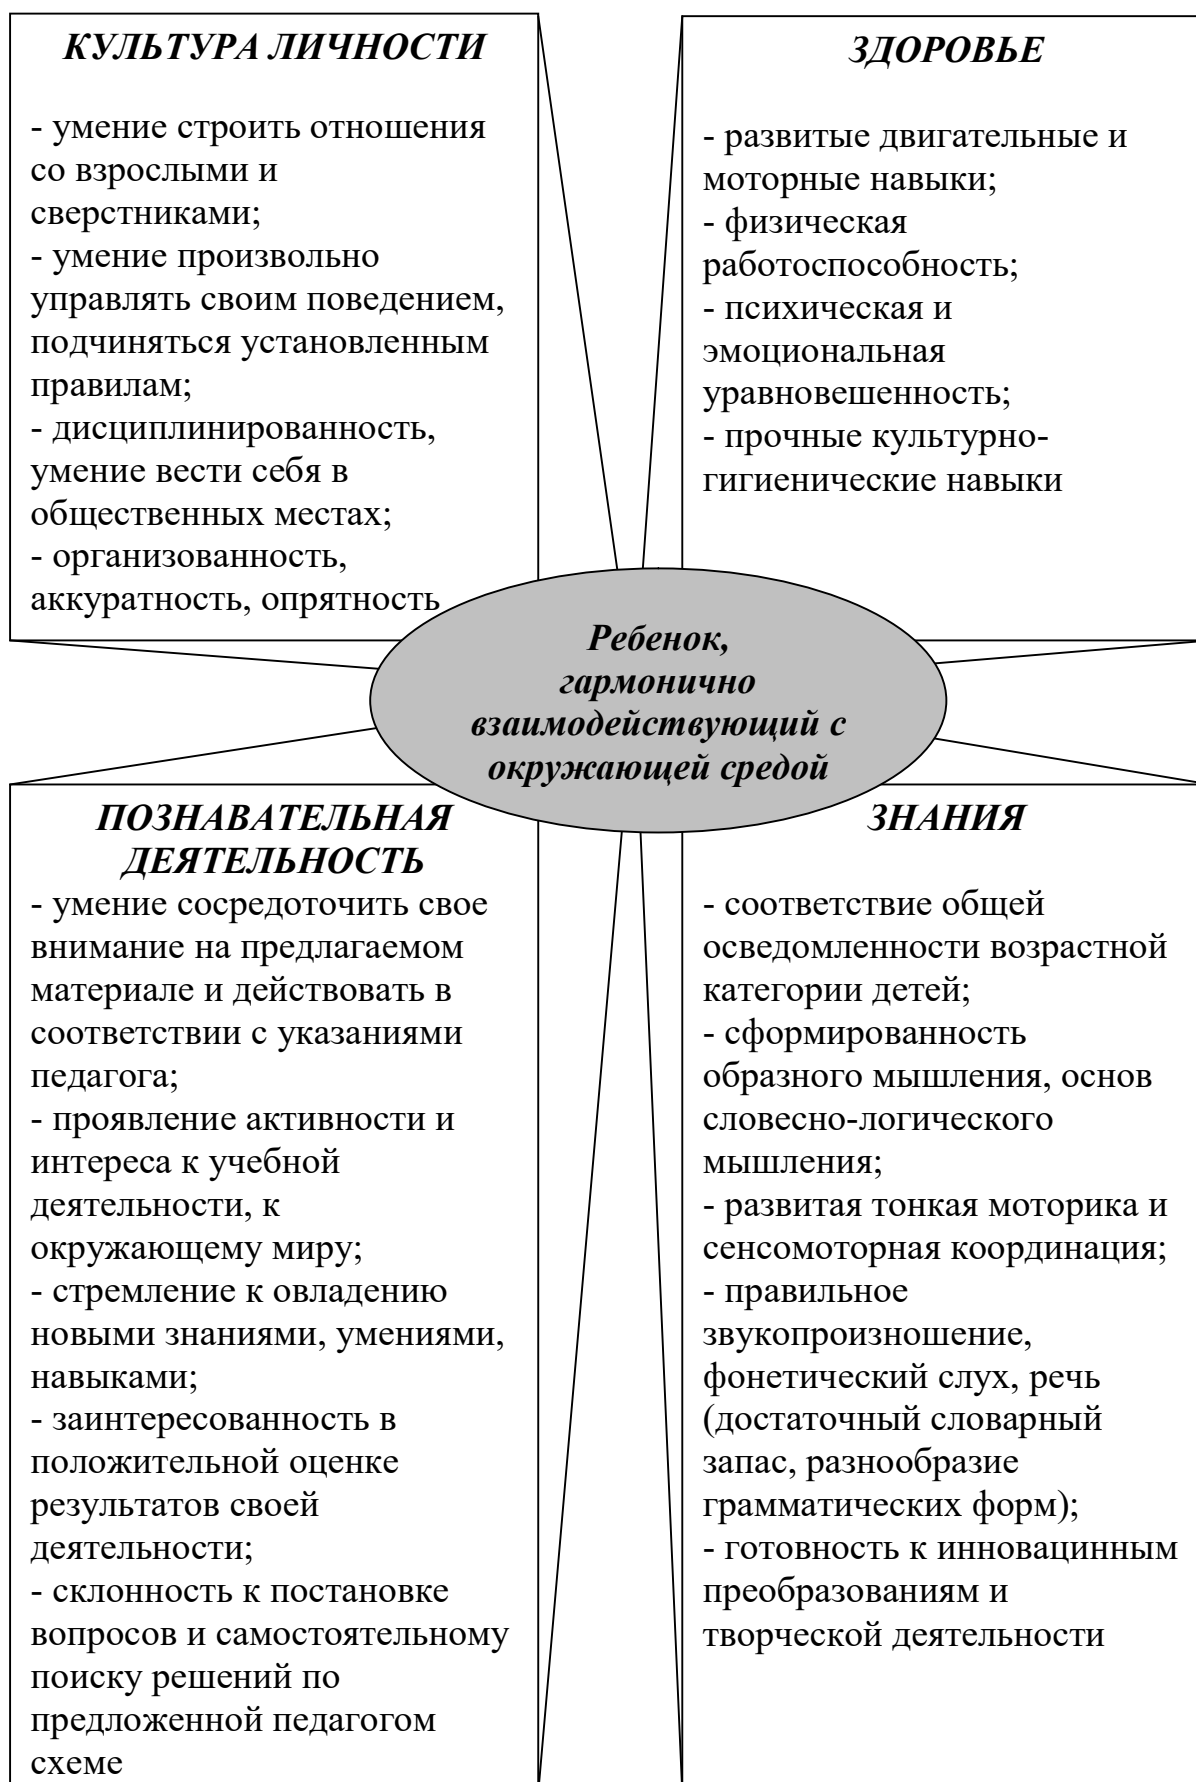 КУЛЬТУРА ЛИЧНОСТИ
- умение строить отношения
со взрослыми и
сверстниками;
- умение произвольно
управлять своим поведением,
подчиняться установленным
правилам;
- дисциплинированность,
умение вести себя в
общественных местах;
- организованность,
аккуратность, опрятность
ЗДОРОВЬЕ
- развитые двигательные и
моторные навыки;
- физическая
работоспособность;
- психическая и
эмоциональная
уравновешенность;
- прочные культурно-
гигиенические навыки
Ребенок,
гармонично
взаимодействующий с
окружающей средой
ПОЗНАВАТЕЛЬНАЯ
ДЕЯТЕЛЬНОСТЬ
- умение сосредоточить свое
внимание на предлагаемом
материале и действовать в
соответствии с указаниями
педагога;
- проявление активности и
интереса к учебной
деятельности, к
окружающему миру;
- стремление к овладению
новыми знаниями, умениями,
навыками;
- заинтересованность в
положительной оценке
результатов своей
деятельности;
- склонность к постановке
вопросов и самостоятельному
поиску решений по
предложенной педагогом
схеме
ЗНАНИЯ
- соответствие общей
осведомленности возрастной
категории детей;
- сформированность
образного мышления, основ
словесно-логического
мышления;
- развитая тонкая моторика и
сенсомоторная координация;
- правильное
звукопроизношение,
фонетический слух, речь
(достаточный словарный
запас, разнообразие
грамматических форм);
- готовность к инновацинным
преобразованиям и
творческой деятельности